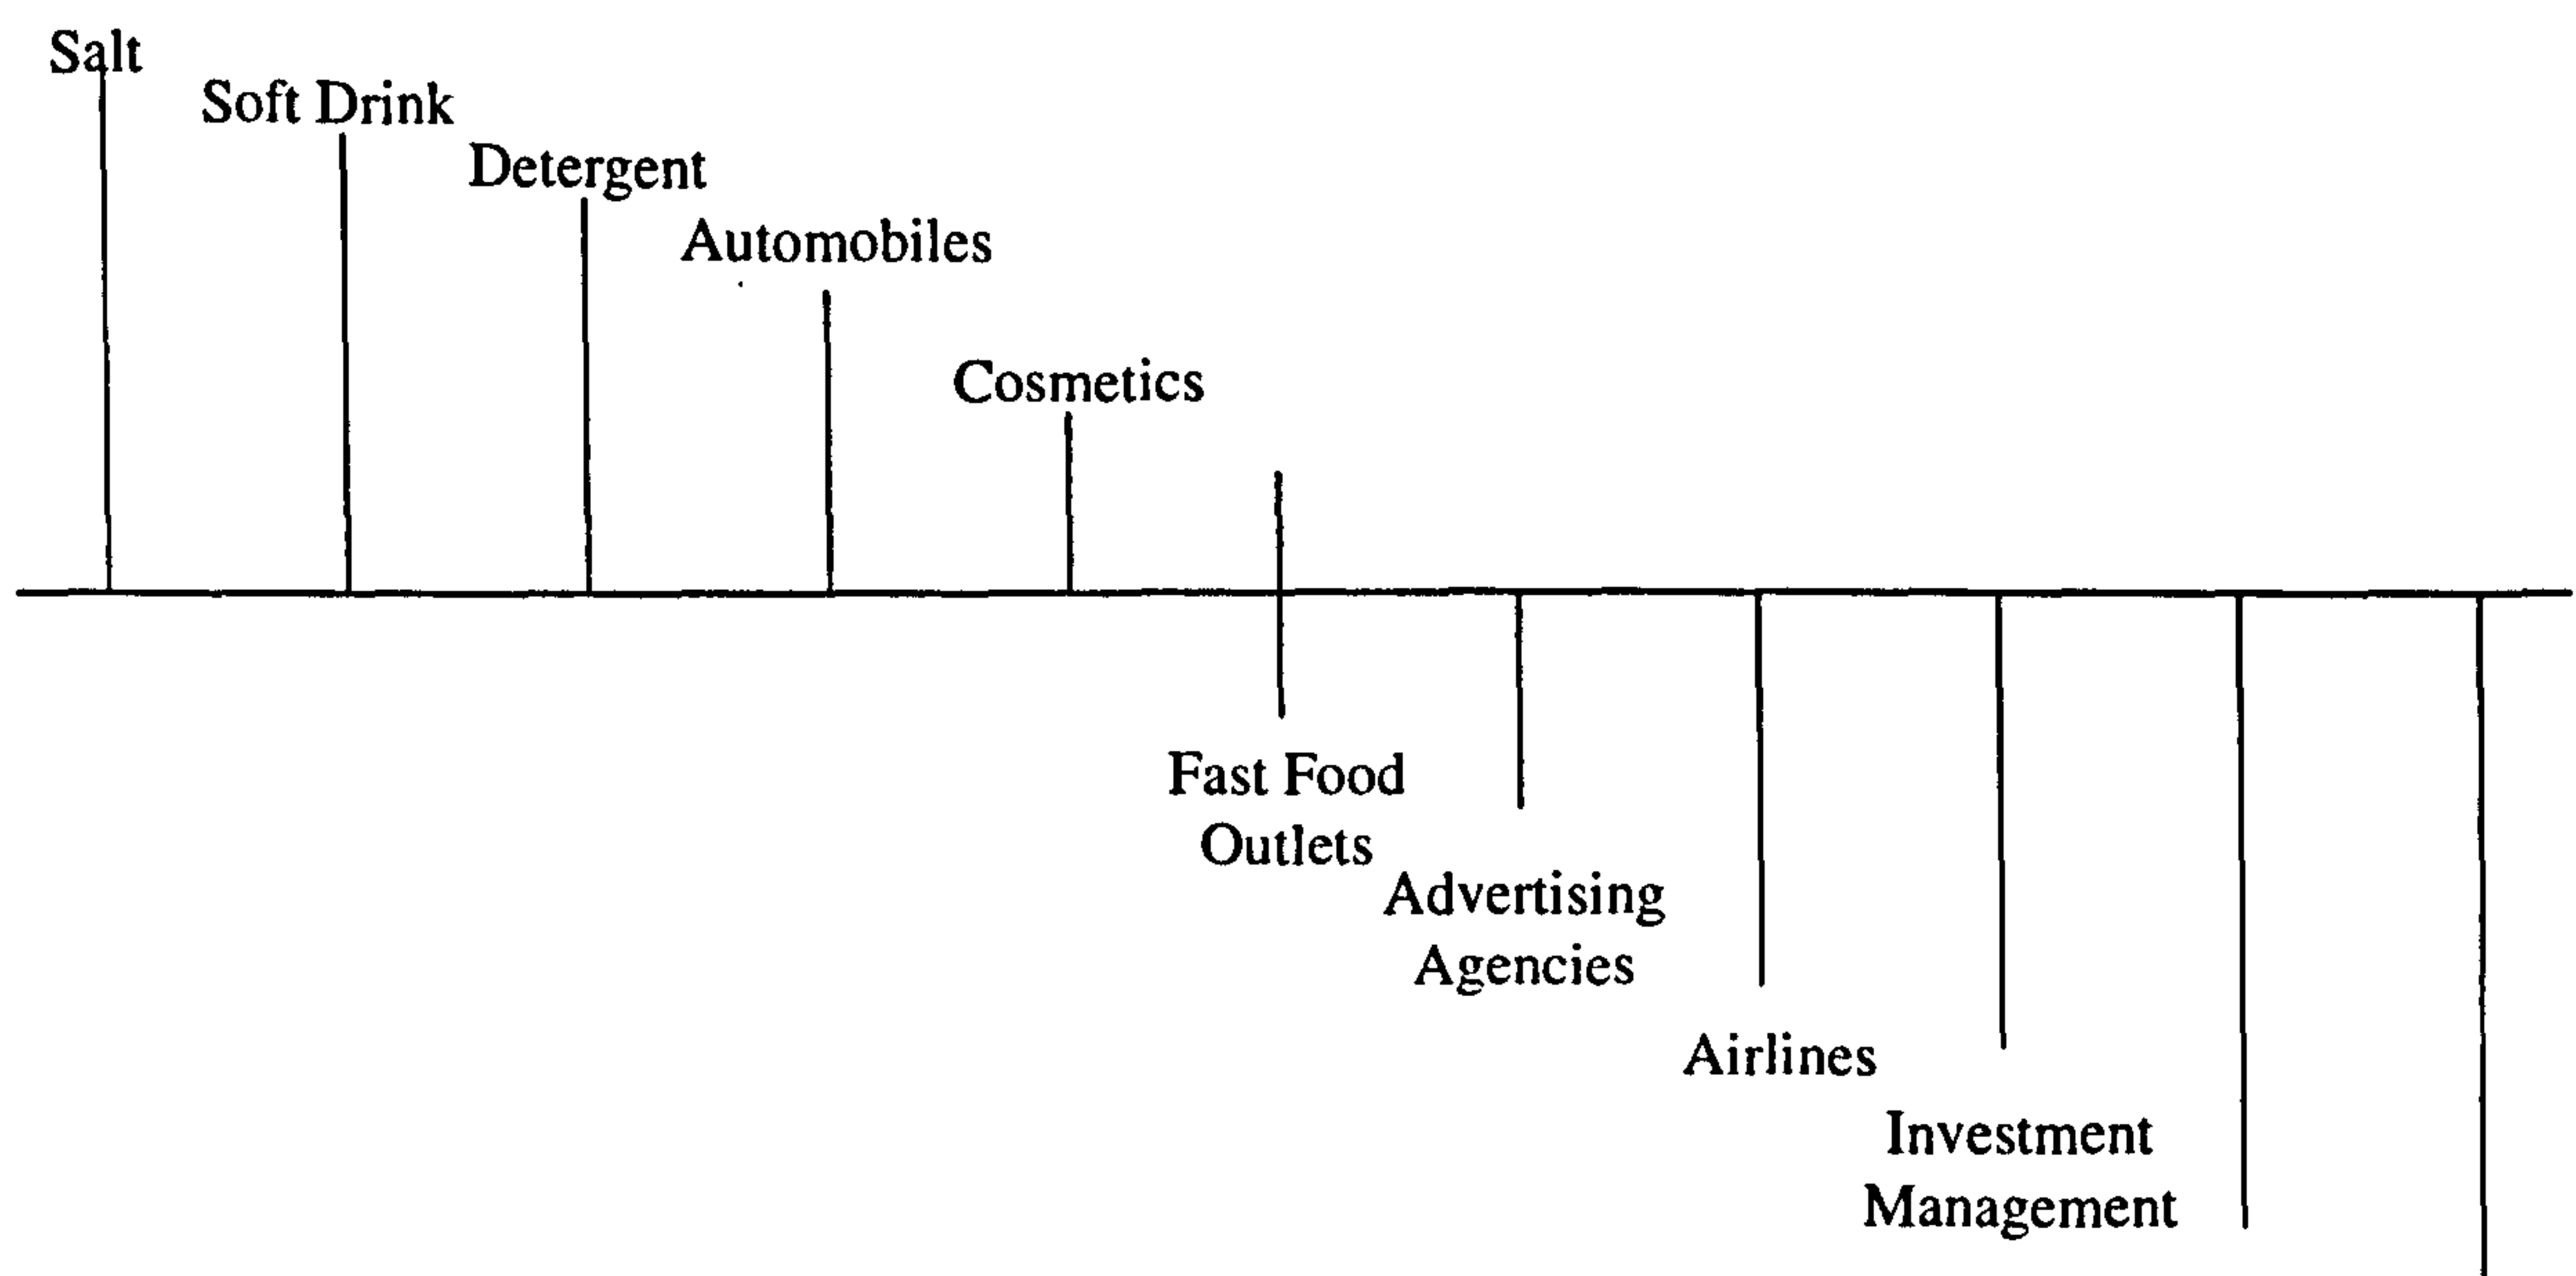 Salt
Soft Drink
Detergent
Automobiles
Cosmetics
Fast Food
Outlets
Advertising
Agencies
Airlines
Investment
Management